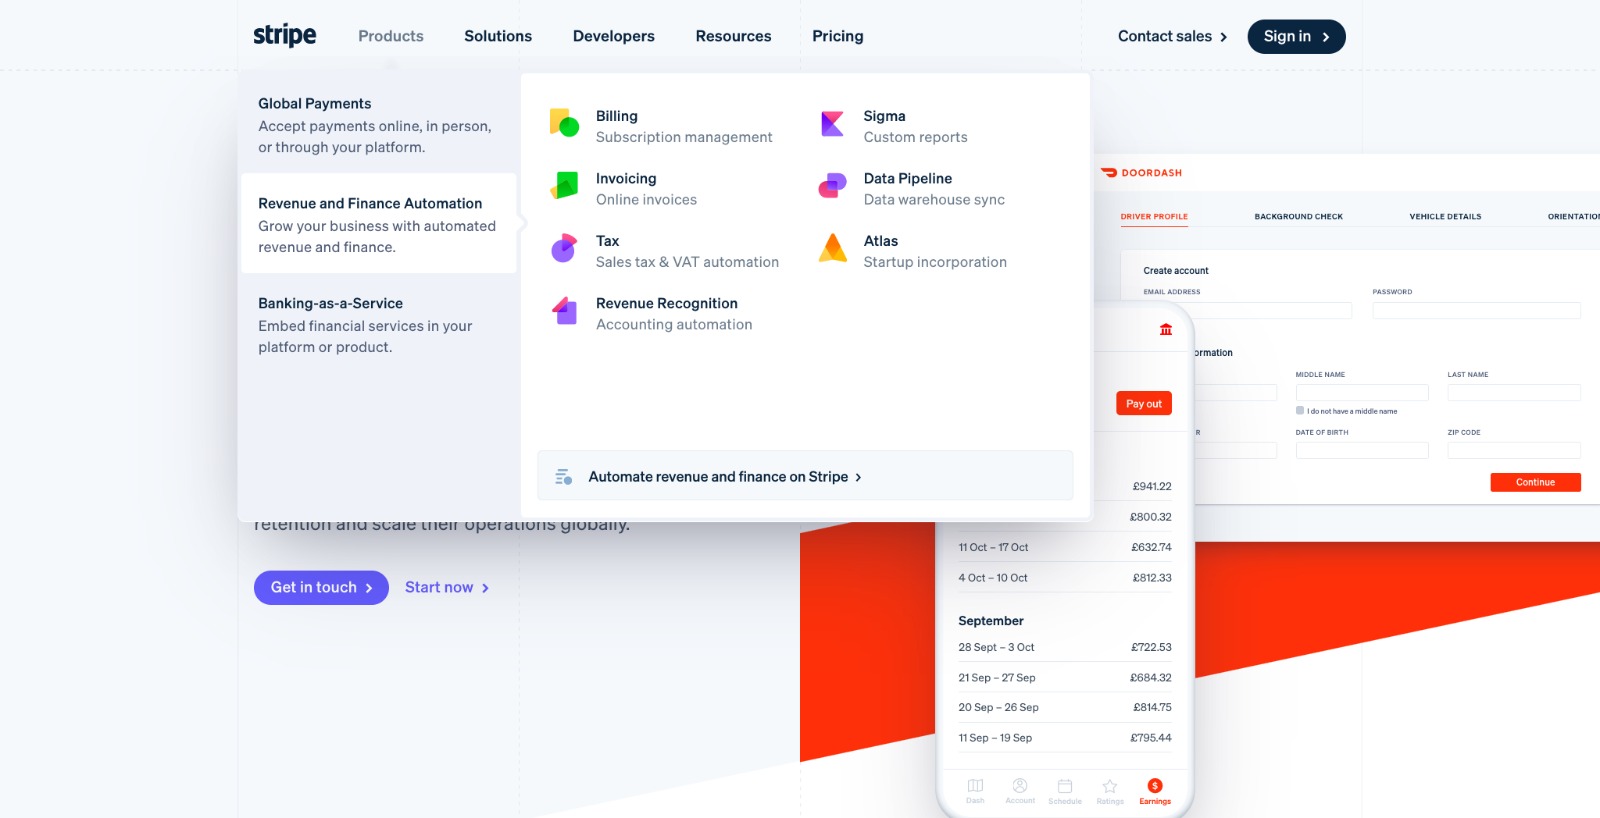 stripe
Products
Solutions
Developers
Resources
Pricing
Contact sales
Sign in
Global Payments
Accept payments online, in person,
or through your platform.
Revenue and Finance Automation
Grow your business with automated
revenue and finance.
Banking-as-a-Service
Embed financial services in your
platform or product.
Billing
Subscription management
Invoicing
Online invoices
Tax
Sales tax & VAT automation
Revenue Recognition
Accounting automation
Sigma
Custom reports
Data Pipeline
Data warehouse sync
Atlas
Startup incorporation
Automate revenue and finance on Stripe
retention and scale their operations globally.
Get in touch
Start now
DOORDASH
DRIVER PROFILE
BACKGROUND CHECK
VEHICLE DETAILS
ORIENTATIO
Create account
EMAIL ADDRESS
PASSWORD
ormation
MIDDLE NAME
LAST NAME
I do not have a middle name
R
DATE OF BIRTH
ZIP CODE
Continue
Pay out
£941.22
£800.32
11 Oct – 17 Oct £632.74
4 Oct – 10 Oct £812.33
September
28 Sept – 3 Oct £722.53
21 Sep – 27 Sep £684.32
20 Sep – 26 Sep £814.75
11 Sep – 19 Sep £795.44
Dash
Account
Schedule
Ratings
$
Earnings